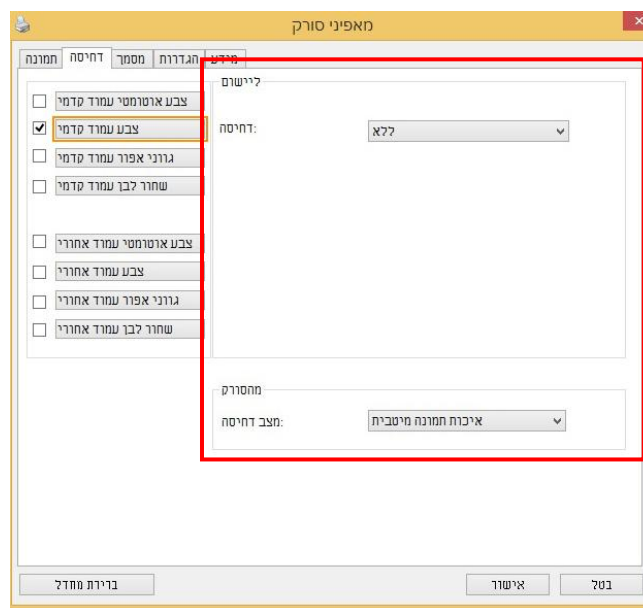 מאפיני סורק
תמונה
דחיסה
מסמך
הגדרות
מידע
צבע אוטומטי עמוד קדמי
צבע עמוד קדמי
גווני אפור עמוד קדמי
שחור לבן עמוד קדמי
צבע אוטומטי עמוד אחורי
צבע עמוד אחורי
גווני אפור עמוד אחורי
שחור לבן עמוד אחורי
ליישום
דחיסה:
ללא
מהסורק
מצב דחיסה:
איכות תמונה מיטבית
ברירת מחדל
אישור
בטל